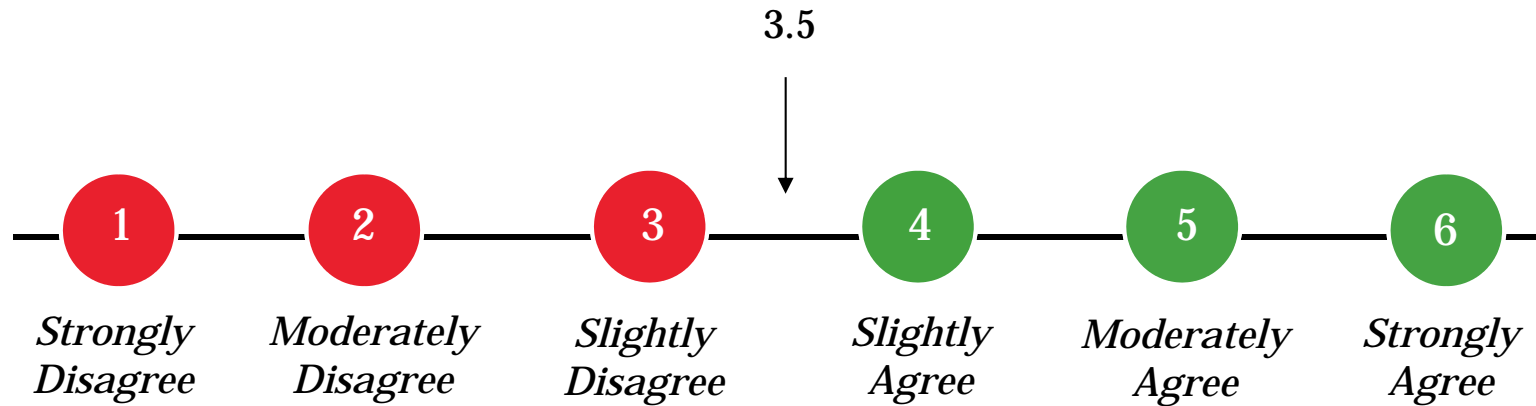 3.5
1 2 3 4 5 6
Strongly Moderately Slightly Slightly Moderately Strongly
Disagree Disagree Disagree Agree Agree Agree